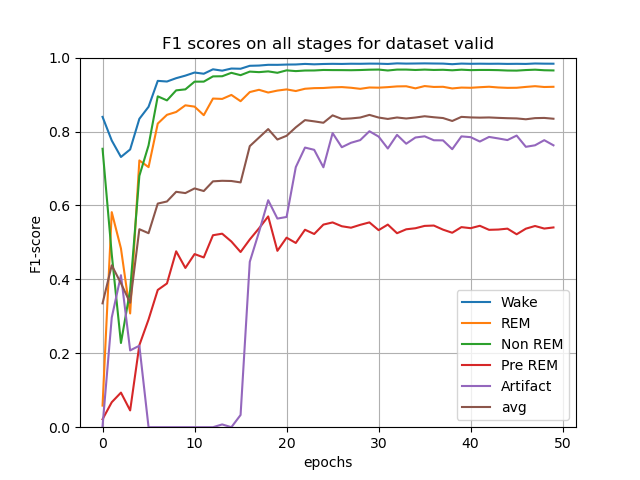 F1 scores on all stages for dataset valid
1.0
0.8
0.6
0.4
0.2
0.0
F1-score
0 10 20 30 40 50
epochs
Wake
REM
Non REM
Pre REM
Artifact
avg